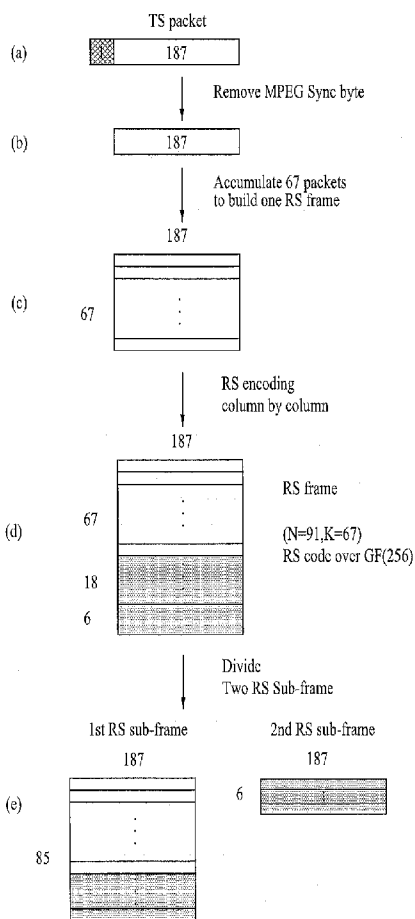 TS packet
(a)
1
187
Remove MPEG Sync byte
(b)
187
Accumulate 67 packets
to build one RS frame
187
(c)
67
RS encoding
column by column
187
RS frame
(d)
67
(N=91,K=67)
RS code over GF(256)
18
6
Divide
Two RS Sub-frame
1st RS sub-frame
2nd RS sub-frame
187
187
(e)
6
85